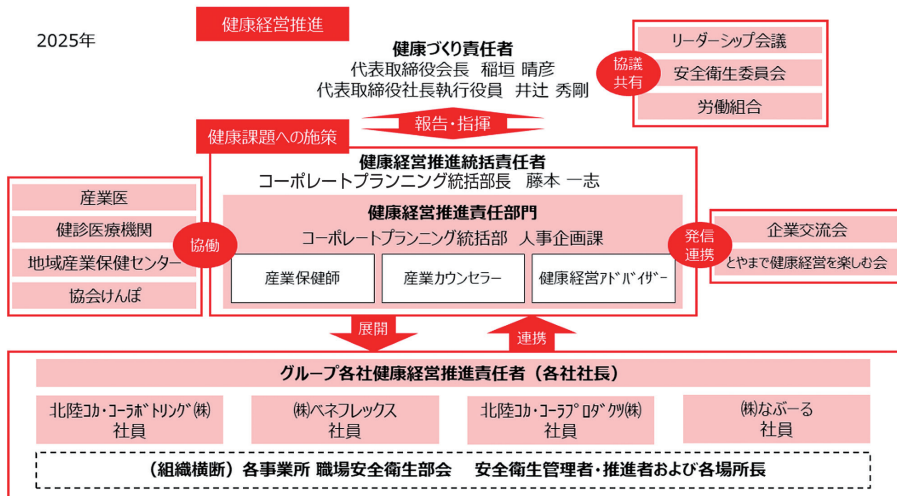 2025年
健康経営推進
健康づくり責任者
代表取締役会長 稲垣 晴彦
代表取締役社長執行役員 井辻 秀剛
協議
共有
リーダーシップ会議
安全衛生委員会
労働組合
報告・指揮
健康課題への施策
健康経営推進統括責任者
コーポレートプランニング統括部長 藤本 一志
健康経営推進責任部門
コーポレートプランニング統括部 人事企画課
産業保健師
産業カウンセラー
健康経営ｱﾄﾞﾊﾞｲｻﾞｰ
産業医
健診医療機関
地域産業保健センター
協会けんぽ
協働
発信
連携
企業交流会
とやまで健康経営を楽しむ会
展開
連携
グループ各社健康経営推進責任者（各社社長）
北陸ｺｶ・ｺｰﾗﾎﾞﾄﾘﾝｸﾞ㈱
社員
㈱ベネフレックス
社員
北陸ｺｶ・ｺｰﾗﾌﾟﾛﾀﾞｸﾂ㈱
社員
㈱なぶーる
社員
（組織横断）各事業所 職場安全衛生部会 安全衛生管理者・推進者および各場所長